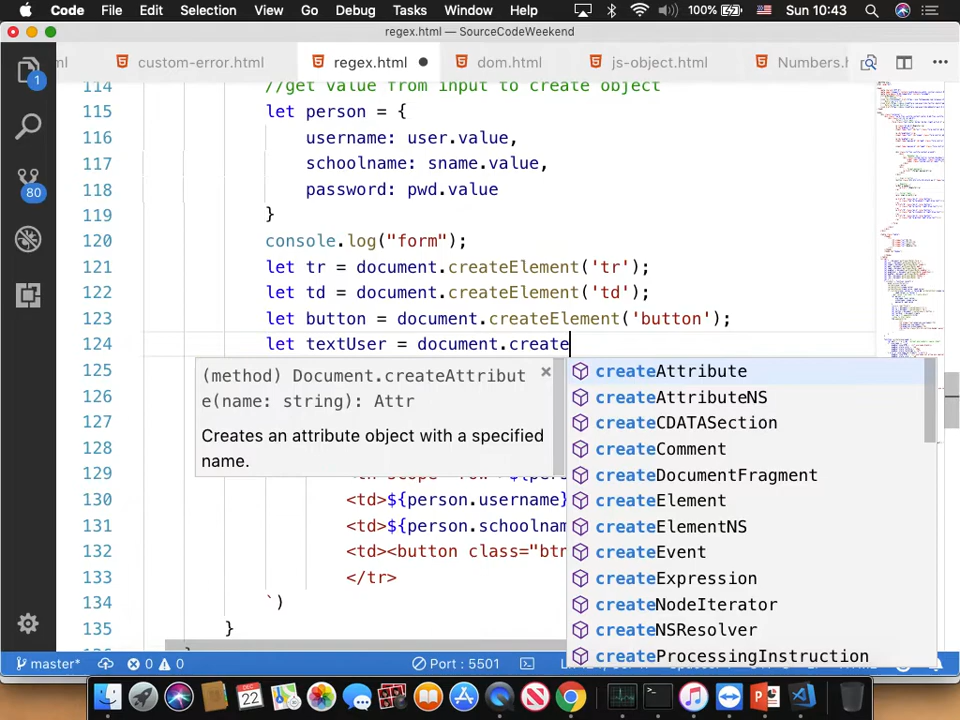 Code File Edit Selection View Go Debug Tasks Window Help 100% Sun 10:43
regex.html — SourceCodeWeekend
ml custom-error.html regex.html dom.html js-object.html Numbers.h
114 //get value from input to create object
115 let person = {
116 username: user.value,
117 schoolname: sname.value,
118 password: pwd.value
119 }
120 console.log("form");
121 let tr = document.createElement('tr');
122 let td = document.createElement('td');
123 let button = document.createElement('button');
124 let textUser = document.create
125
126
127
128
129
130 <td>${person.username}
131 <td>${person.schoolnam
132 <td><button class="btn
133 </tr>
134 `)
135 }
(method) Document.createAttribut
e(name: string): Attr
Creates an attribute object with a specified
name.
createAttribute
createAttributeNS
createCDATASection
createComment
createDocumentFragment
createElement
createElementNS
createEvent
createExpression
createNodeIterator
createNSResolver
createProcessingInstruction
1
80
master* 0 0 Port : 5501
DEC
22